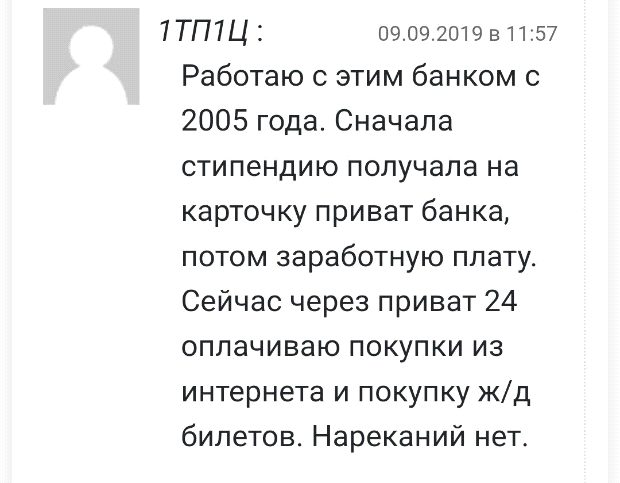 1ТП1Ц :
09.09.2019 в 11:57
Работаю с этим банком с
2005 года. Сначала
стипендию получала на
карточку приват банка,
потом заработную плату.
Сейчас через приват 24
оплачиваю покупки из
интернета и покупку ж/д
билетов. Нареканий нет.